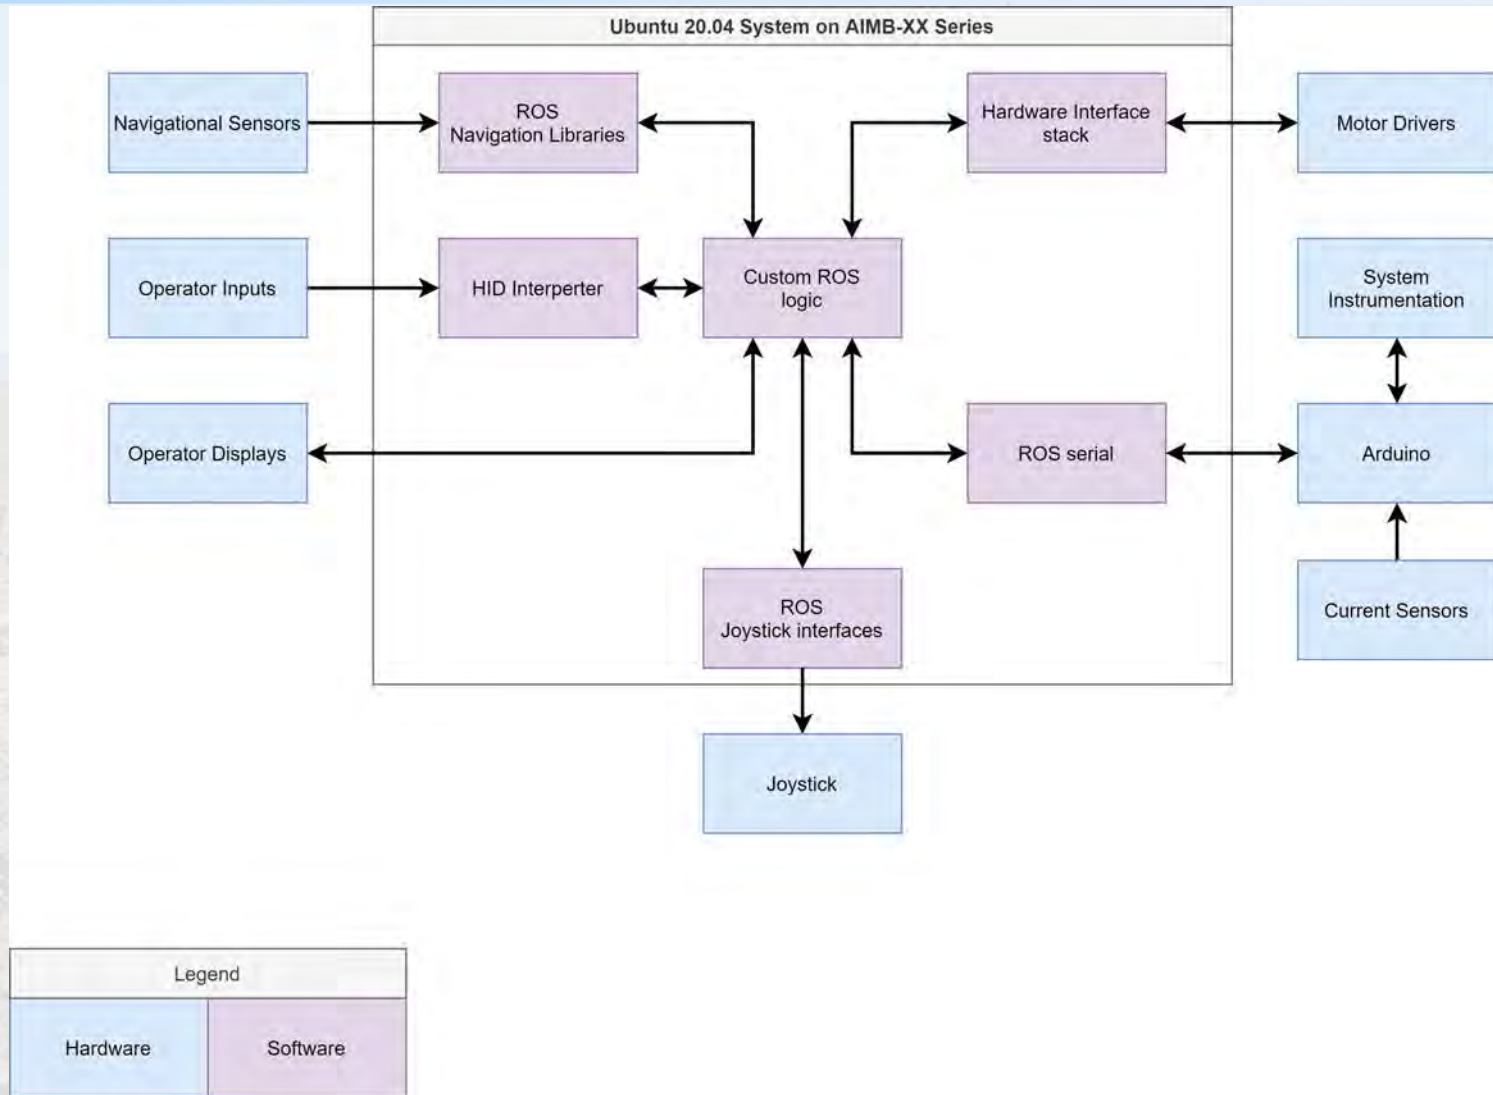 Ubuntu 20.04 System on AIMB-XX Series
Navigational Sensors
ROS
Navigation Libraries
Hardware Interface
stack
Motor Drivers
Operator Inputs
HID Interperter
Custom ROS
logic
System
Instrumentation
Operator Displays
ROS serial
Arduino
ROS
Joystick interfaces
Current Sensors
Joystick
Legend
Hardware
Software